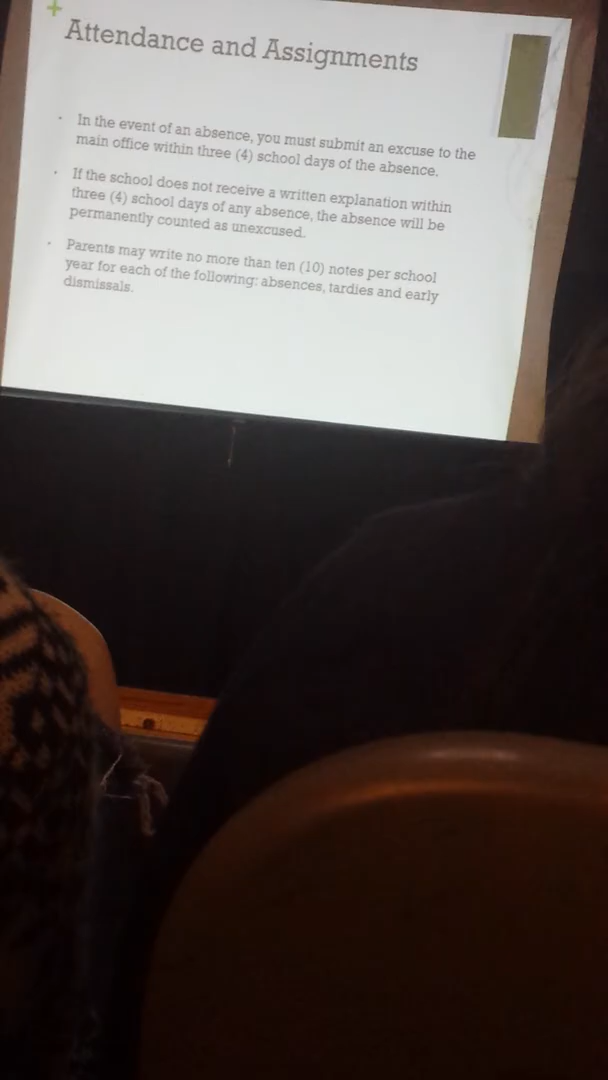 +
Attendance and Assignments
• In the event of an absence, you must submit an excuse to the
main office within three (4) school days of the absence.
• If the school does not receive a written explanation within
three (4) school days of any absence, the absence will be
permanently counted as unexcused.
• Parents may write no more than ten (10) notes per school
year for each of the following: absences, tardies and early
dismissals.